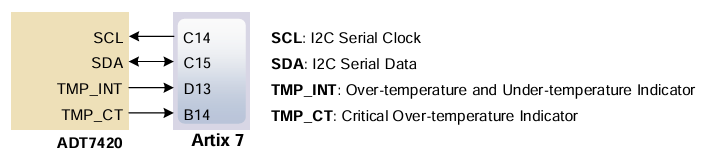 SCL C14 SCL: I2C Serial Clock
SDA C15 SDA: I2C Serial Data
TMP_INT D13 TMP_INT: Over-temperature and Under-temperature Indicator
TMP_CT B14 TMP_CT: Critical Over-temperature Indicator
ADT7420 Artix 7